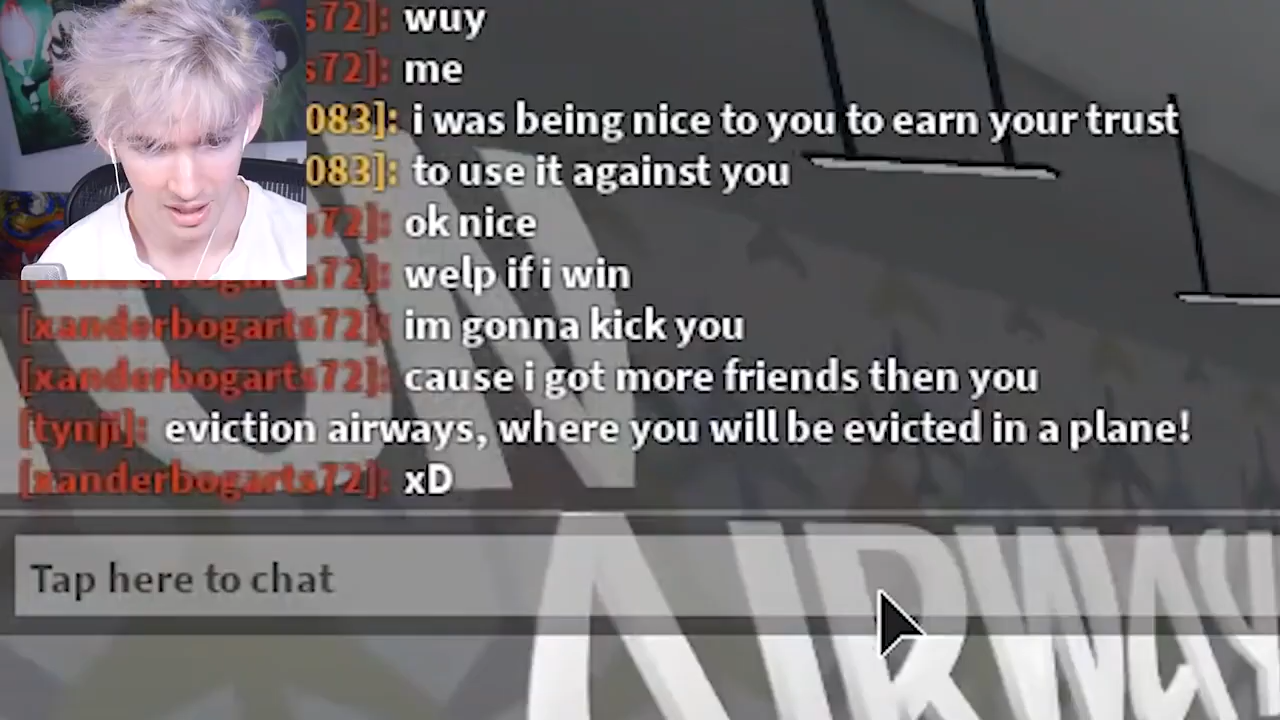 s72]: wuy
s72]: me
083]: i was being nice to you to earn your trust
083]: to use it against you
s72]: ok nice
[xanderbogarts72]: welp if i win
[xanderbogarts72]: im gonna kick you
[xanderbogarts72]: cause i got more friends then you
[tynji]: eviction airways, where you will be evicted in a plane!
[xanderbogarts72]: xD
Tap here to chat
AIRWAY